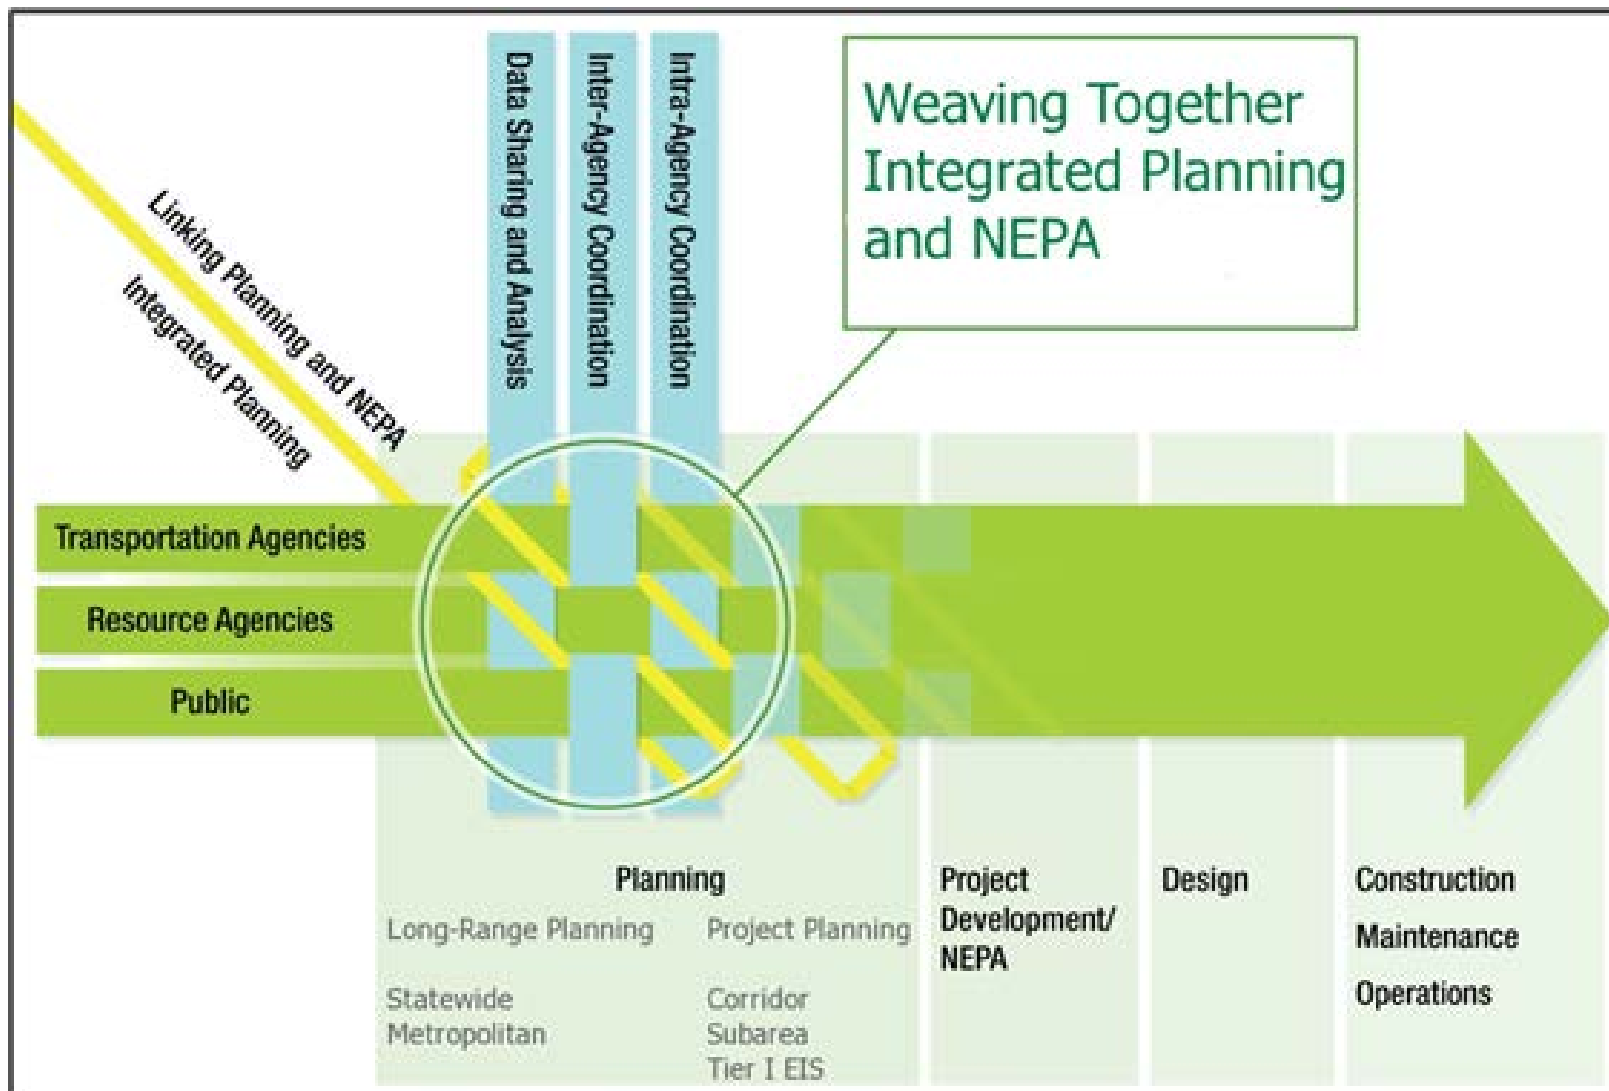 Data Sharing and Analysis
Inter-Agency Coordination
Intra-Agency Coordination
Weaving Together
Integrated Planning
and NEPA
Linking Planning and NEPA
Integrated Planning
Transportation Agencies
Resource Agencies
Public
Planning
Long-Range Planning
Statewide
Metropolitan
Project Planning
Corridor
Subarea
Tier I EIS
Project
Development/
NEPA
Design
Construction
Maintenance
Operations